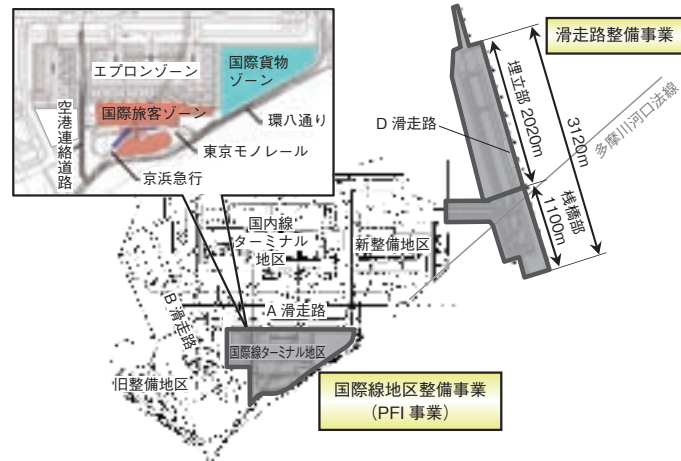 エプロンゾーン
国際貨物
ゾーン
国際旅客ゾーン
環八通り
空港連絡道路
東京モノレール
京浜急行
滑走路整備事業
埋立部 2020m
3120m
D 滑走路
多摩川河口法線
桟橋部
1100m
国内線
ターミナル
地区
新整備地区
A 滑走路
B 滑走路
国際線ターミナル地区
旧整備地区
国際線地区整備事業
(PFI 事業)